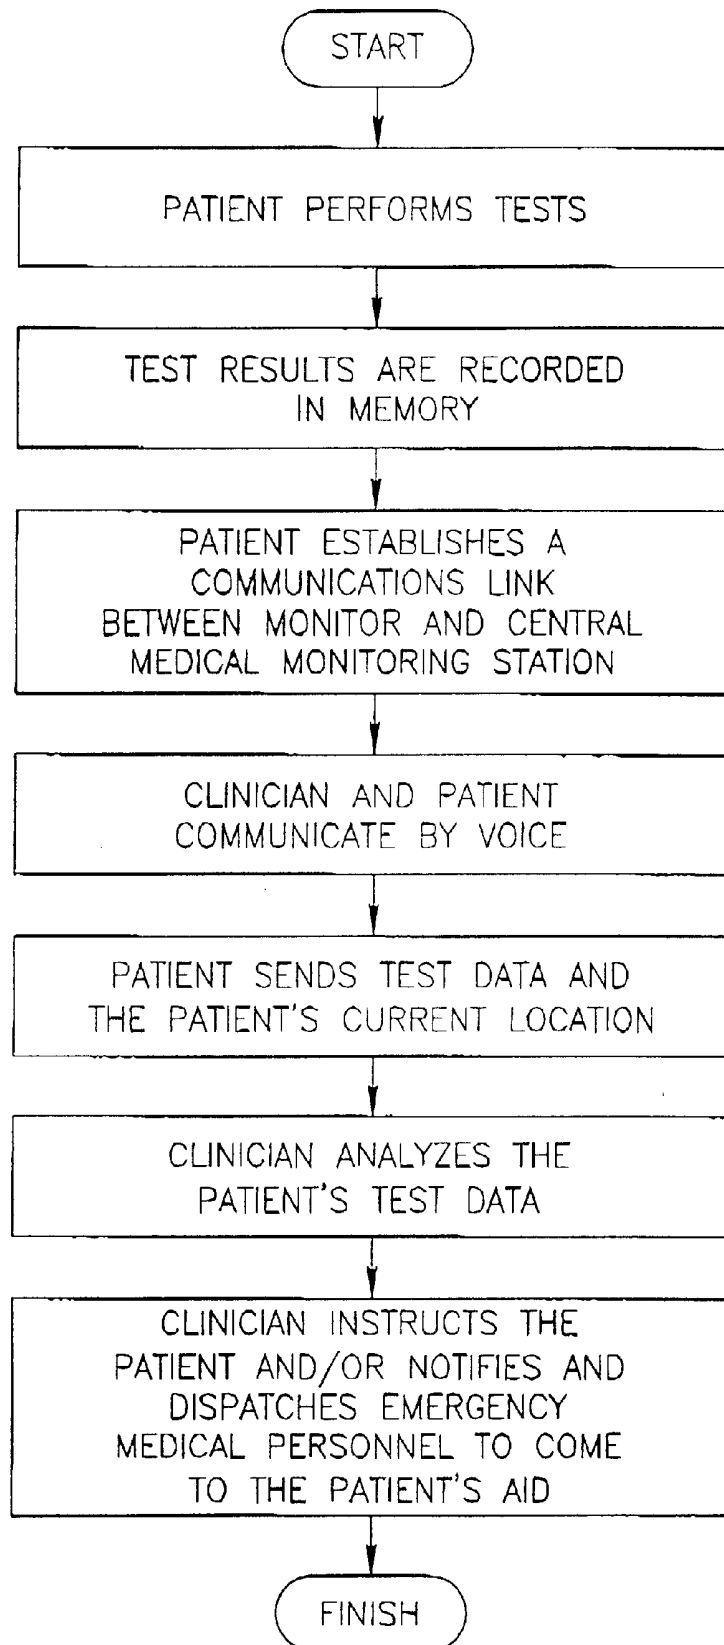 START
PATIENT PERFORMS TESTS
TEST RESULTS ARE RECORDED
IN MEMORY
PATIENT ESTABLISHES A
COMMUNICATIONS LINK
BETWEEN MONITOR AND CENTRAL
MEDICAL MONITORING STATION
CLINICIAN AND PATIENT
COMMUNICATE BY VOICE
PATIENT SENDS TEST DATA AND
THE PATIENT'S CURRENT LOCATION
CLINICIAN ANALYZES THE
PATIENT'S TEST DATA
CLINICIAN INSTRUCTS THE
PATIENT AND/OR NOTIFIES AND
DISPATCHES EMERGENCY
MEDICAL PERSONNEL TO COME
TO THE PATIENT'S AID
FINISH